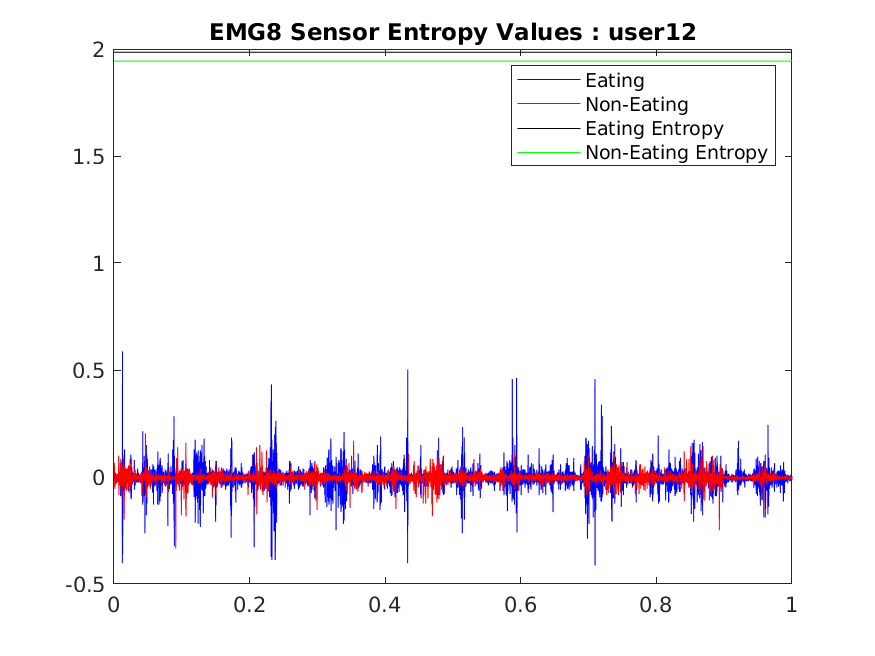 EMG8 Sensor Entropy Values : user12
2
Eating
Non-Eating
Eating Entropy
Non-Eating Entropy
1.5
1
0.5
0
-0.5
0 0.2 0.4 0.6 0.8 1